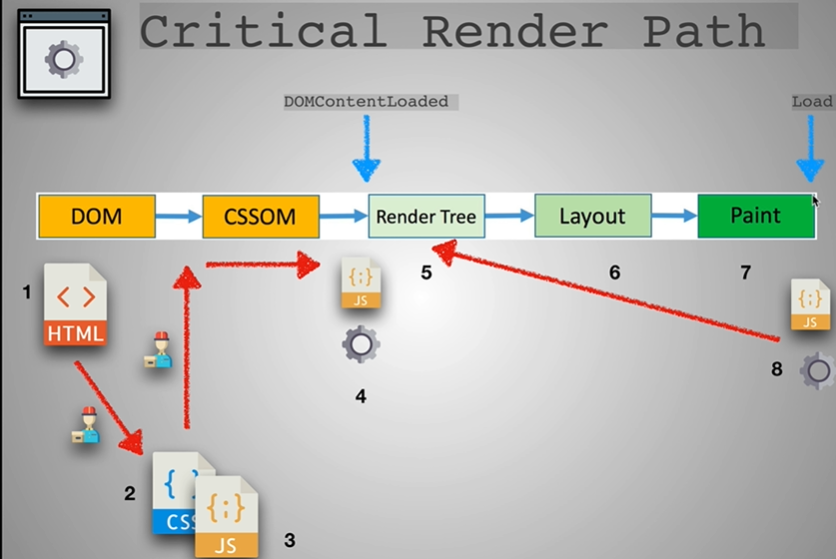 Critical Render Path
DOMContentLoaded
Load
DOM
CSSOM
Render Tree
Layout
Paint
1
< >
HTML
{;}
JS
5
6
7
{;}
JS
8
4
2
{ }
CSS
{;}
JS
3